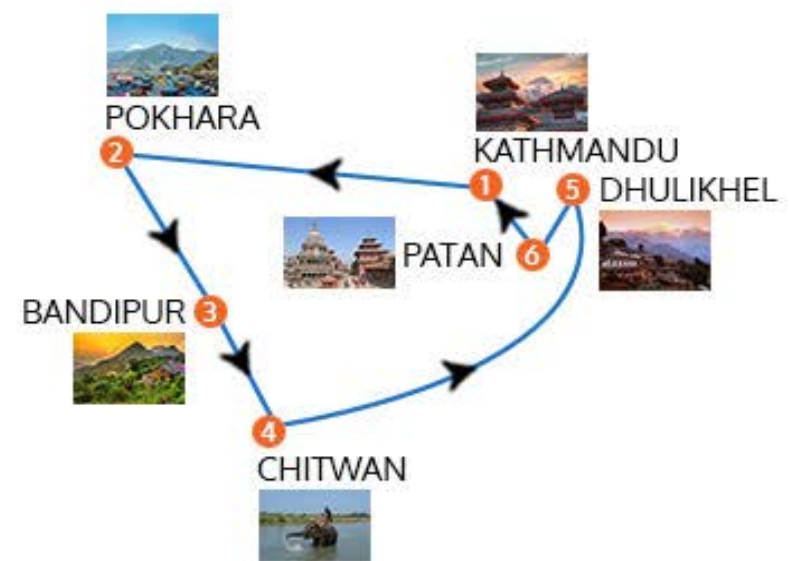 POKHARA
2
KATHMANDU
1
5 DHULIKHEL
PATAN 6
BANDIPUR 3
4
CHITWAN